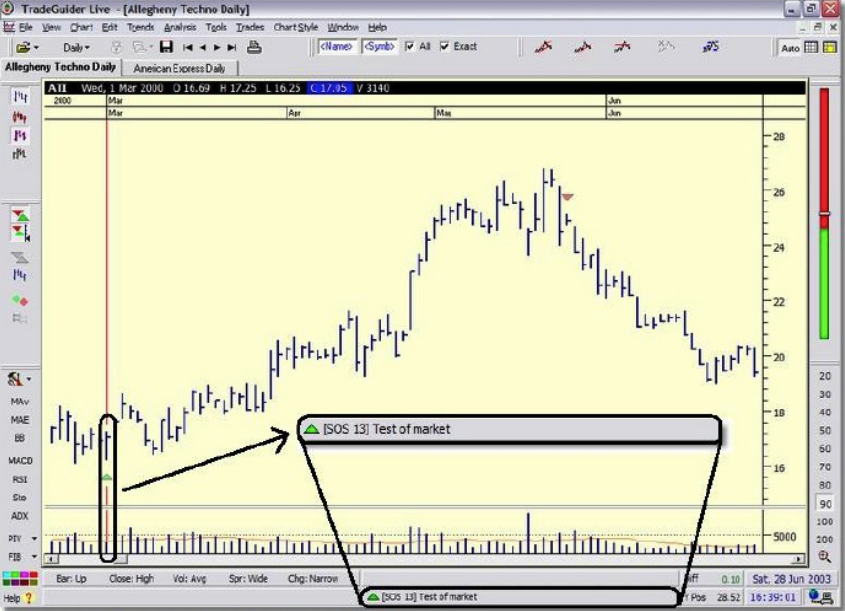 TradeGuider Live - [Allegheny Techno Daily]
File View Chart Edit Trends Analysis Tools Trades Chart Style Window Help
Daily <Name> <Symb> All Exact Auto
Allegheny Techno Daily American Express Daily
ATI Wed, 1 Mar 2000 O 16.69 H 17.25 L 16.25 C 17.05 V 3140
2000 Mar Jun
Mar Apr May Jun
28
26
24
22
20
18
16
5000
[SOS 13] Test of market
MAv
MAE
BB
MACD
RSI
Sto
ADX
PIV
FIB
20
30
40
50
60
70
80
90
100
200
Bar: Up Close: High Vol: Avg Spr: Wide Chg: Narrow 0.10 Sat, 28 Jun 2003
Help ? [SOS 13] Test of market Pos 28.52 16:39:01